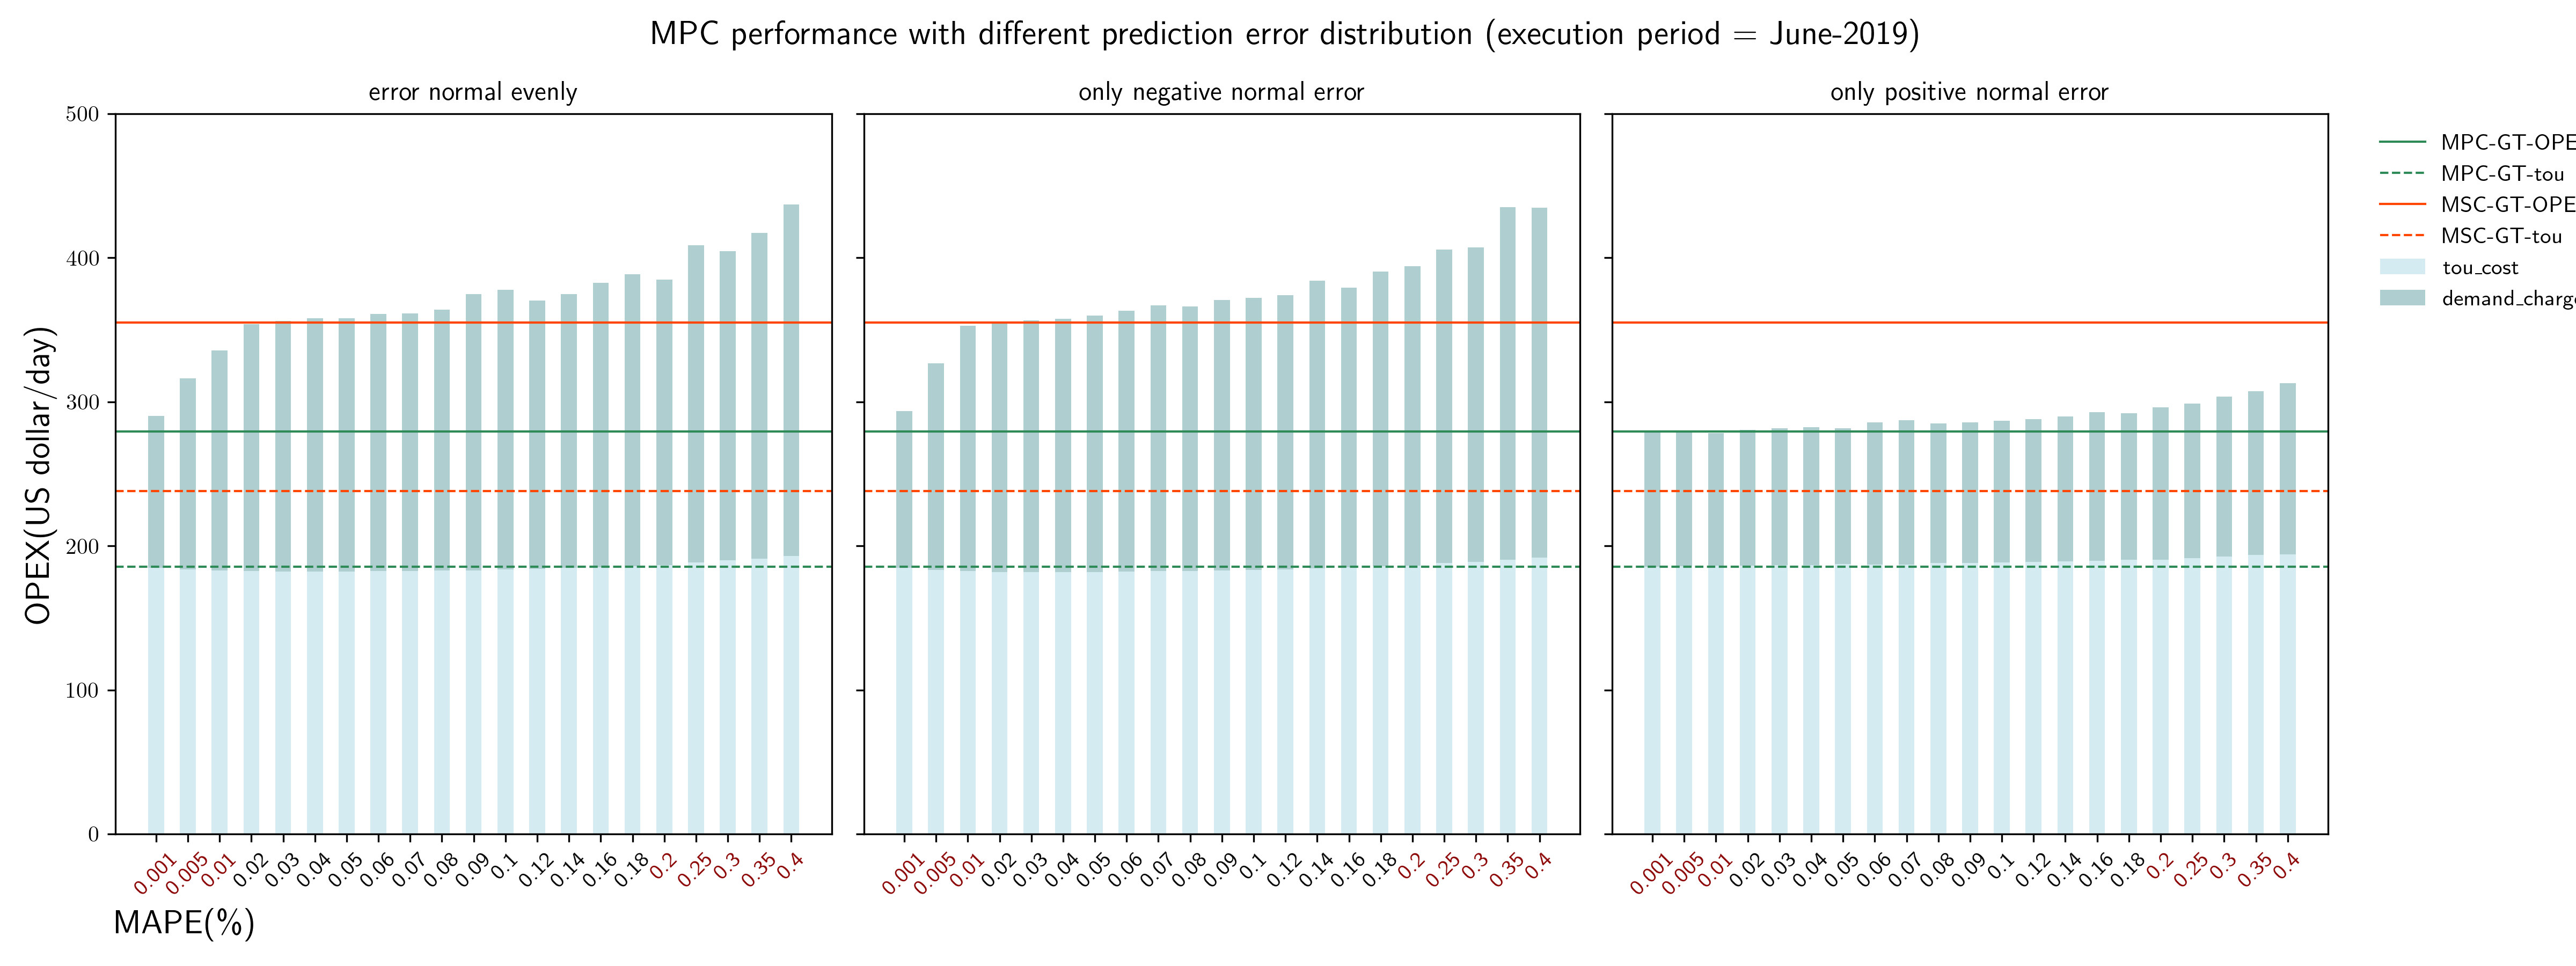 MPC performance with different prediction error distribution (execution period = June-2019)
error normal evenly
only negative normal error
only positive normal error
OPEX(US dollar/day)
500
400
300
200
100
0
0.001 0.005 0.01 0.02 0.03 0.04 0.05 0.06 0.07 0.08 0.09 0.1 0.12 0.14 0.16 0.18 0.2 0.25 0.3 0.35 0.4
0.001 0.005 0.01 0.02 0.03 0.04 0.05 0.06 0.07 0.08 0.09 0.1 0.12 0.14 0.16 0.18 0.2 0.25 0.3 0.35 0.4
0.001 0.005 0.01 0.02 0.03 0.04 0.05 0.06 0.07 0.08 0.09 0.1 0.12 0.14 0.16 0.18 0.2 0.25 0.3 0.35 0.4
MAPE(%)
MPC-GT-OPE
MPC-GT-tou
MSC-GT-OPE
MSC-GT-tou
tou_cost
demand_charg